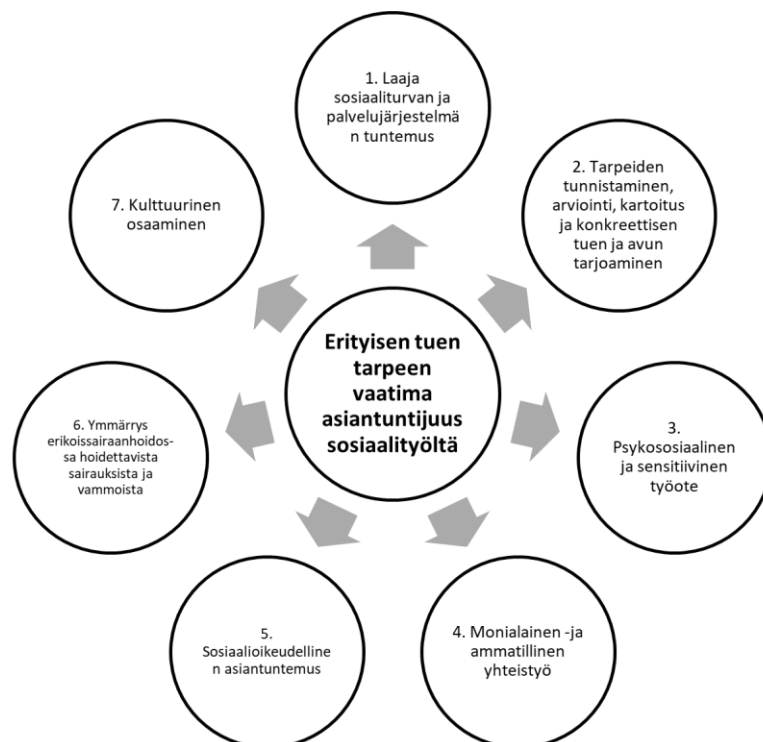 1. Laaja
sosiaaliturvan ja
palvelujärjestelmä
n tuntemus
2. Tarpeiden
tunnistaminen,
arviointi, kartoitus
ja konkreettisen
tuen ja avun
tarjoaminen
3.
Psykososiaalinen
ja sensitiivinen
työote
4. Monialainen -ja
ammatillinen
yhteistyö
5.
Sosiaalioikeudelline
n asiantuntemus
6. Ymmärrys
erikoissairaanhoidos-
sa hoidettavista
sairauksista ja
vammoista
7. Kulttuurinen
osaaminen
Erityisen tuen
tarpeen
vaatima
asiantuntijuus
sosiaalityöltä